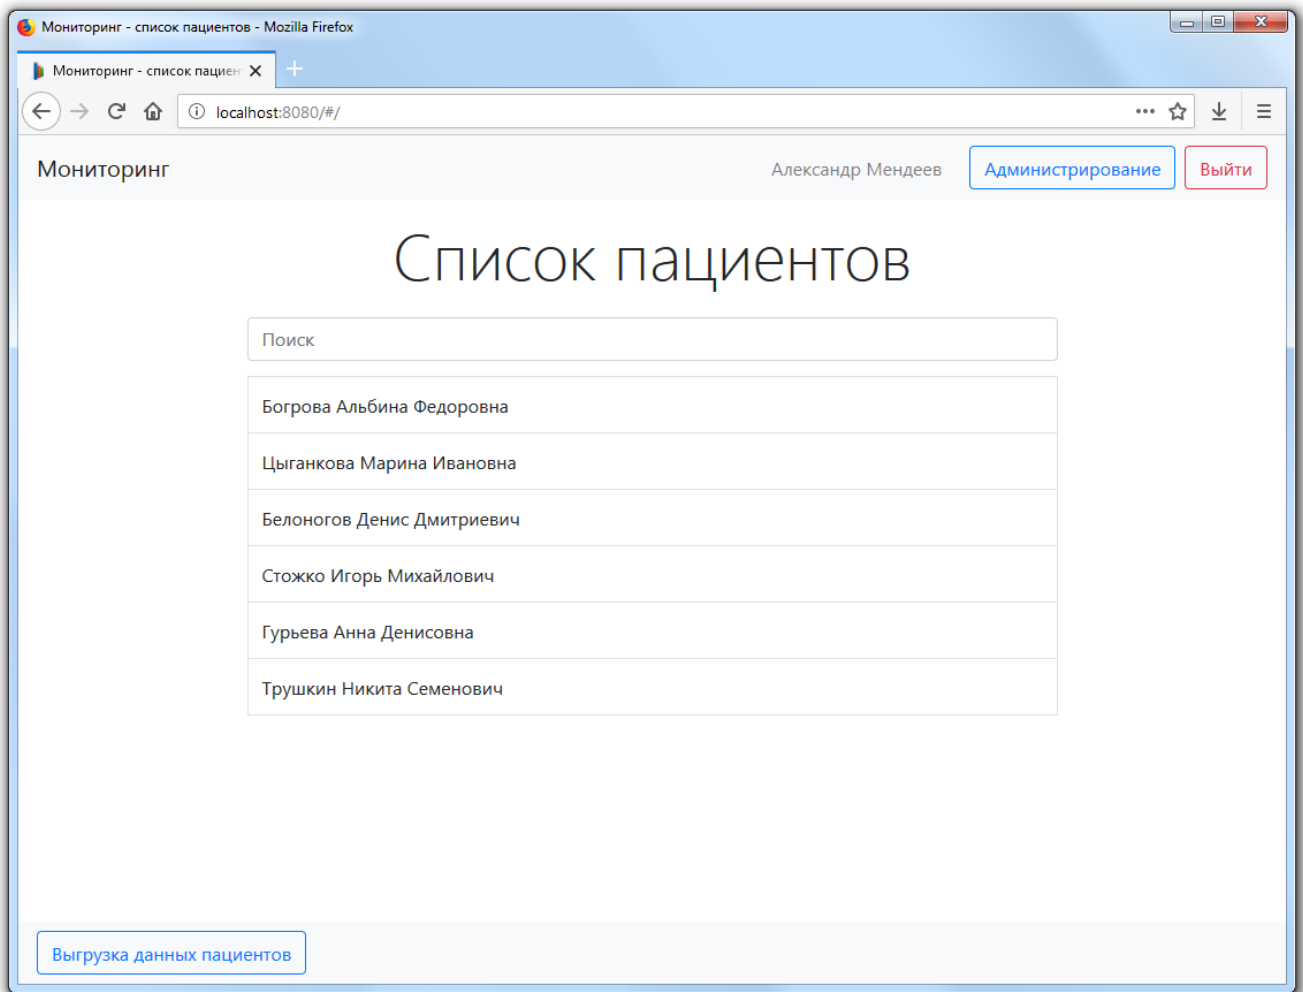 Мониторинг - список пациентов - Mozilla Firefox
Мониторинг - список пациен
localhost:8080/#/
Мониторинг
Александр Мендеев
Администрирование
Выйти
Список пациентов
Поиск
Богрова Альбина Федоровна
Цыганкова Марина Ивановна
Белоногов Денис Дмитриевич
Стожко Игорь Михайлович
Гурьева Анна Денисовна
Трушкин Никита Семенович
Выгрузка данных пациентов